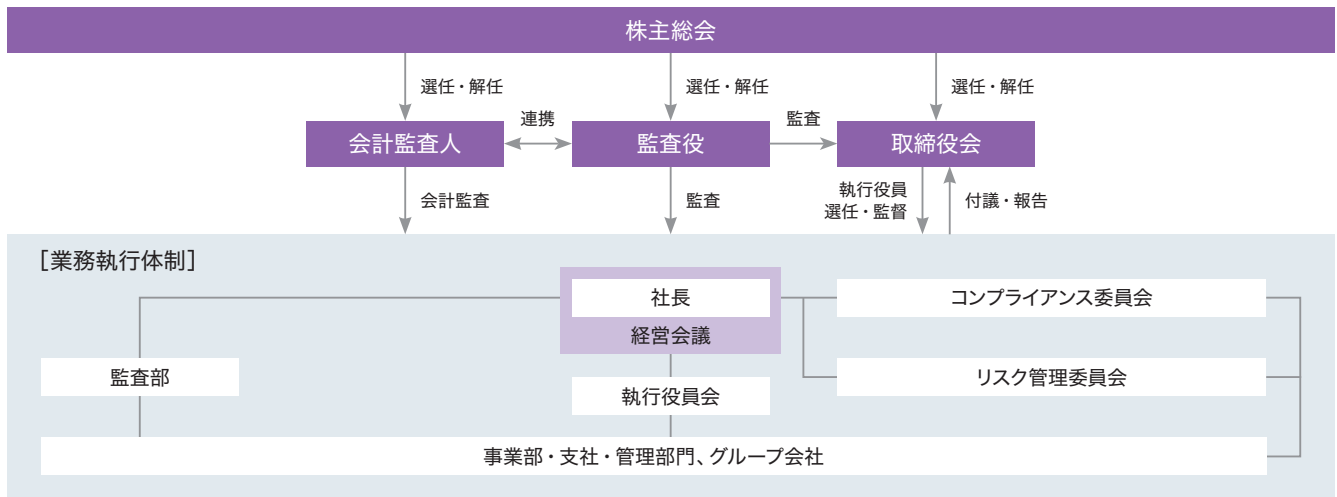 株主総会
選任・解任
選任・解任
選任・解任
会計監査人
連携
監査役
監査
取締役会
会計監査
監査
執行役員
選任・監督
付議・報告
[業務執行体制]
社長
経営会議
コンプライアンス委員会
監査部
執行役員会
リスク管理委員会
事業部・支社・管理部門、グループ会社